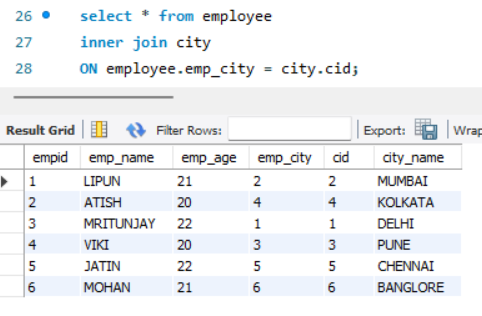 26 select * from employee
27 inner join city
28 ON employee.emp_city = city.cid;
Result Grid Filter Rows: Export: Wrap
empid emp_name emp_age emp_city cid city_name
1 LIPUN 21 2 2 MUMBAI
2 ATISH 20 4 4 KOLKATA
3 MRITUNJAY 22 1 1 DELHI
4 VIKI 20 3 3 PUNE
5 JATIN 22 5 5 CHENNAI
6 MOHAN 21 6 6 BANGLORE